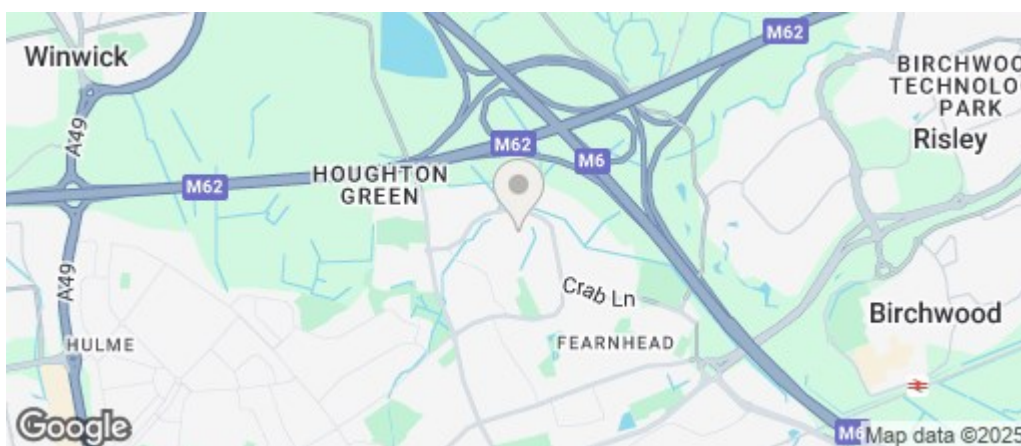 Winwick
M62
BIRCHWOO
TECHNOLO
PARK
Risley
A49
M62
M6
HOUGHTON
GREEN
M62
A49
Crab Ln
HULME
FEARNHEAD
Birchwood
Google
M6
Map data ©2025